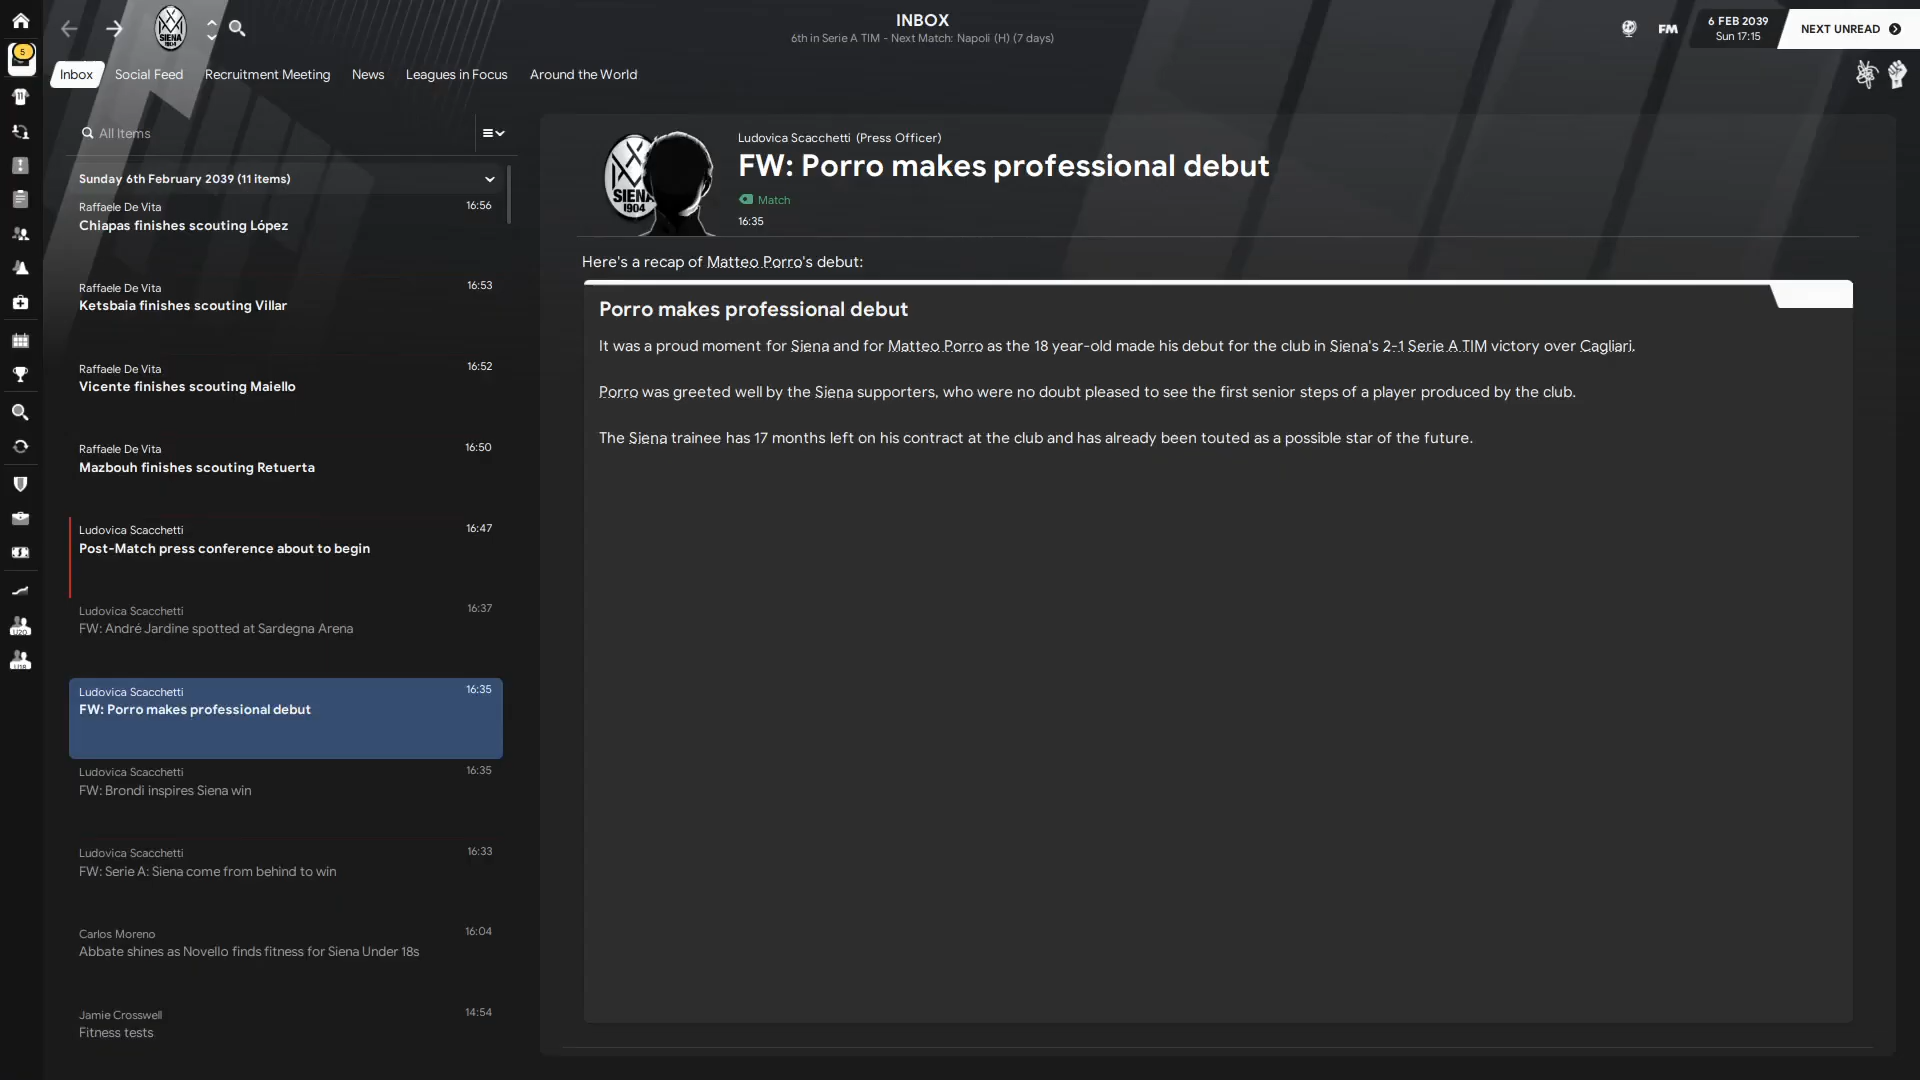 INBOX
6th in Serie A TIM - Next Match: Napoli (H) (7 days)
FM
6 FEB 2039
Sun 17:15
NEXT UNREAD
SIENA
1904
5
11
Inbox
Social Feed
Recruitment Meeting
News
Leagues in Focus
Around the World
All Items
Sunday 6th February 2039 (11 items)
Raffaele De Vita
16:56
Chiapas finishes scouting López
Raffaele De Vita
16:53
Ketsbaia finishes scouting Villar
Raffaele De Vita
16:52
Vicente finishes scouting Maiello
Raffaele De Vita
16:50
Mazbouh finishes scouting Retuerta
Ludovica Scacchetti
16:47
Post-Match press conference about to begin
Ludovica Scacchetti
16:37
FW: André Jardine spotted at Sardegna Arena
Ludovica Scacchetti
16:35
FW: Porro makes professional debut
Ludovica Scacchetti
16:35
FW: Brondi inspires Siena win
Ludovica Scacchetti
16:33
FW: Serie A: Siena come from behind to win
Carlos Moreno
16:04
Abbate shines as Novello finds fitness for Siena Under 18s
Jamie Crosswell
14:54
Fitness tests
U20
U18
SIENA
1904
Ludovica Scacchetti (Press Officer)
FW: Porro makes professional debut
Match
16:35
Here's a recap of Matteo Porro's debut:
Porro makes professional debut
It was a proud moment for Siena and for Matteo Porro as the 18 year-old made his debut for the club in Siena's 2-1 Serie A TIM victory over Cagliari.
Porro was greeted well by the Siena supporters, who were no doubt pleased to see the first senior steps of a player produced by the club.
The Siena trainee has 17 months left on his contract at the club and has already been touted as a possible star of the future.